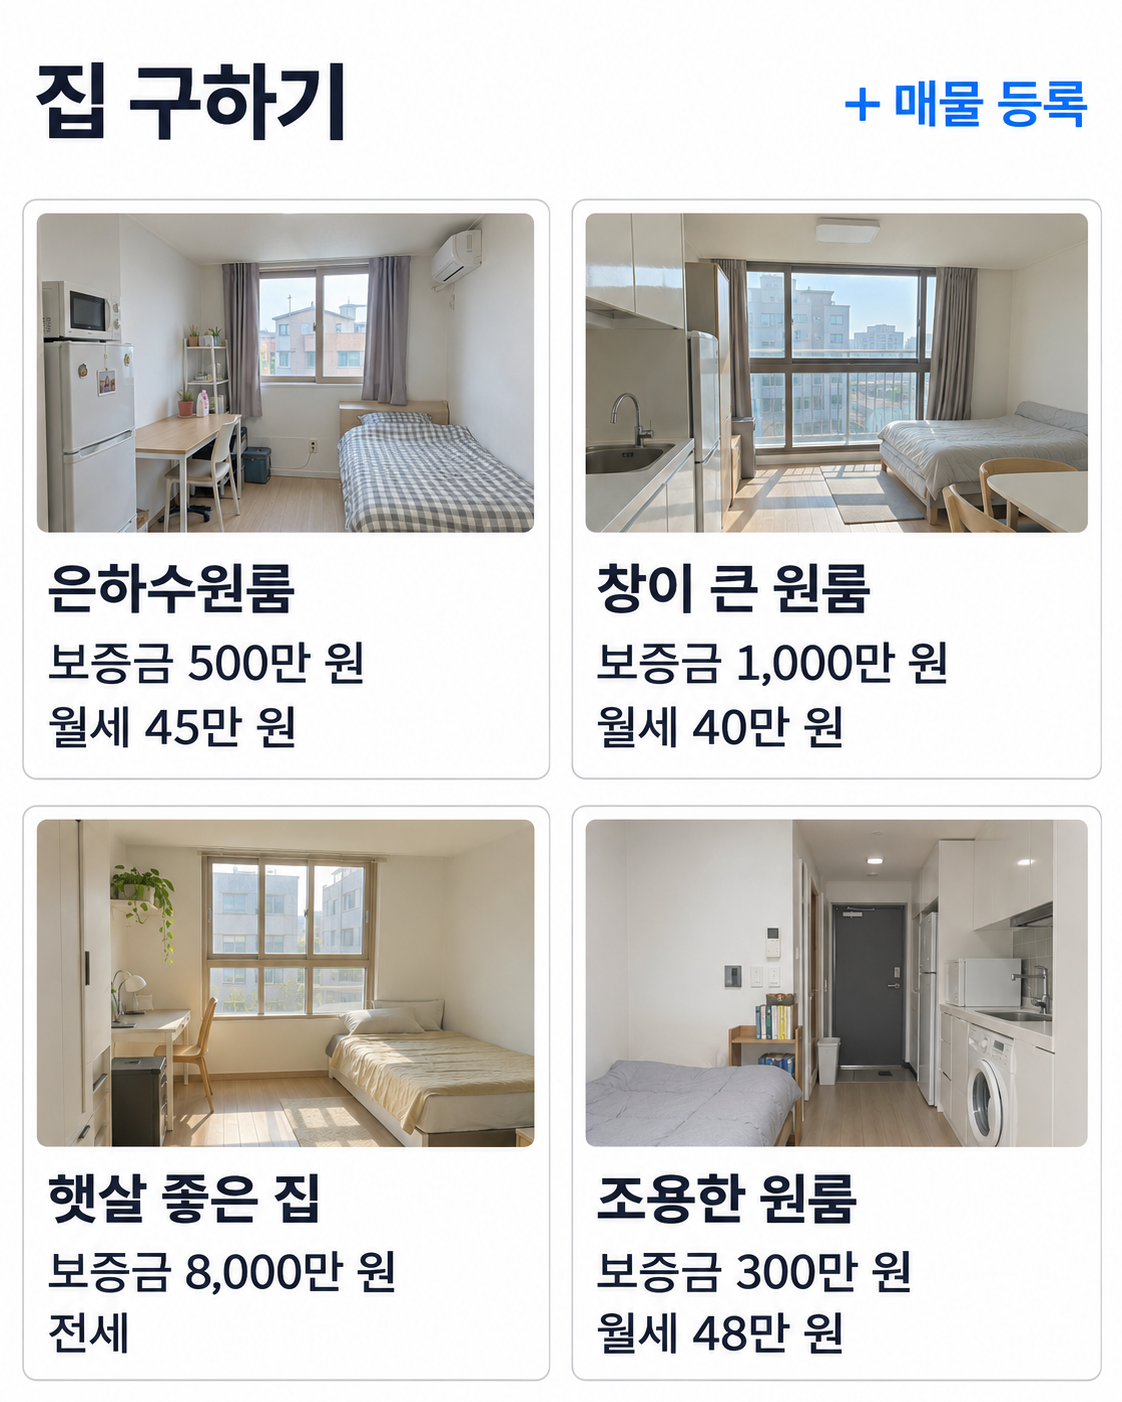 집 구하기
+ 매물 등록
은하수원룸
보증금 500만 원
월세 45만 원
창이 큰 원룸
보증금 1,000만 원
월세 40만 원
햇살 좋은 집
보증금 8,000만 원
전세
조용한 원룸
보증금 300만 원
월세 48만 원